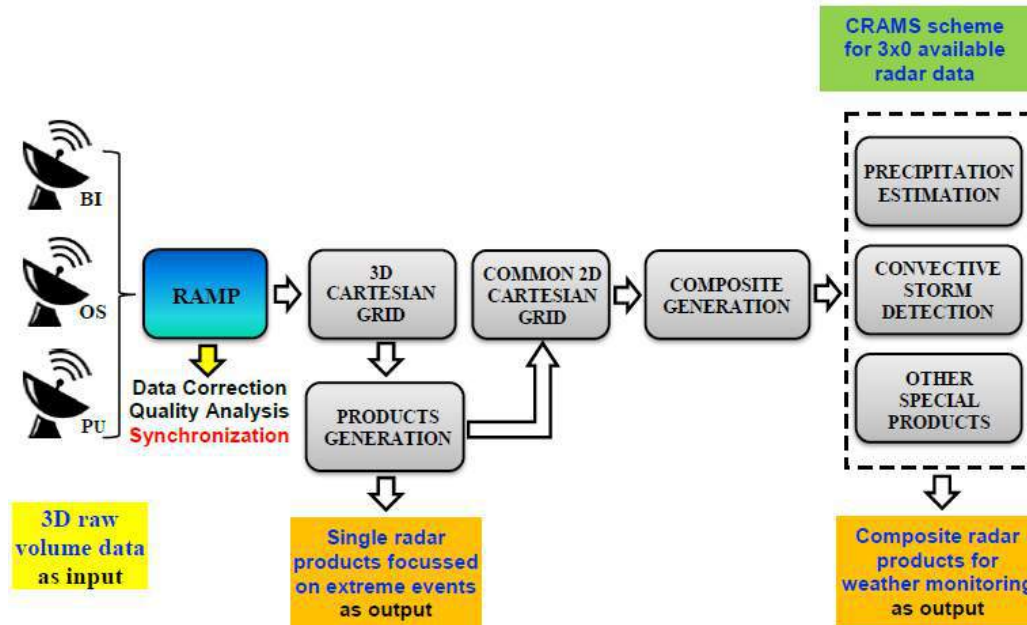 CRAMS scheme
for 3x0 available
radar data
BI
OS
PU
RAMP
Data Correction
Quality Analysis
Synchronization
3D raw
volume data
as input
3D
CARTESIAN
GRID
PRODUCTS
GENERATION
Single radar
products focussed
on extreme events
as output
COMMON 2D
CARTESIAN
GRID
COMPOSITE
GENERATION
PRECIPITATION
ESTIMATION
CONVECTIVE
STORM
DETECTION
OTHER
SPECIAL
PRODUCTS
Composite radar
products for
weather monitoring
as output